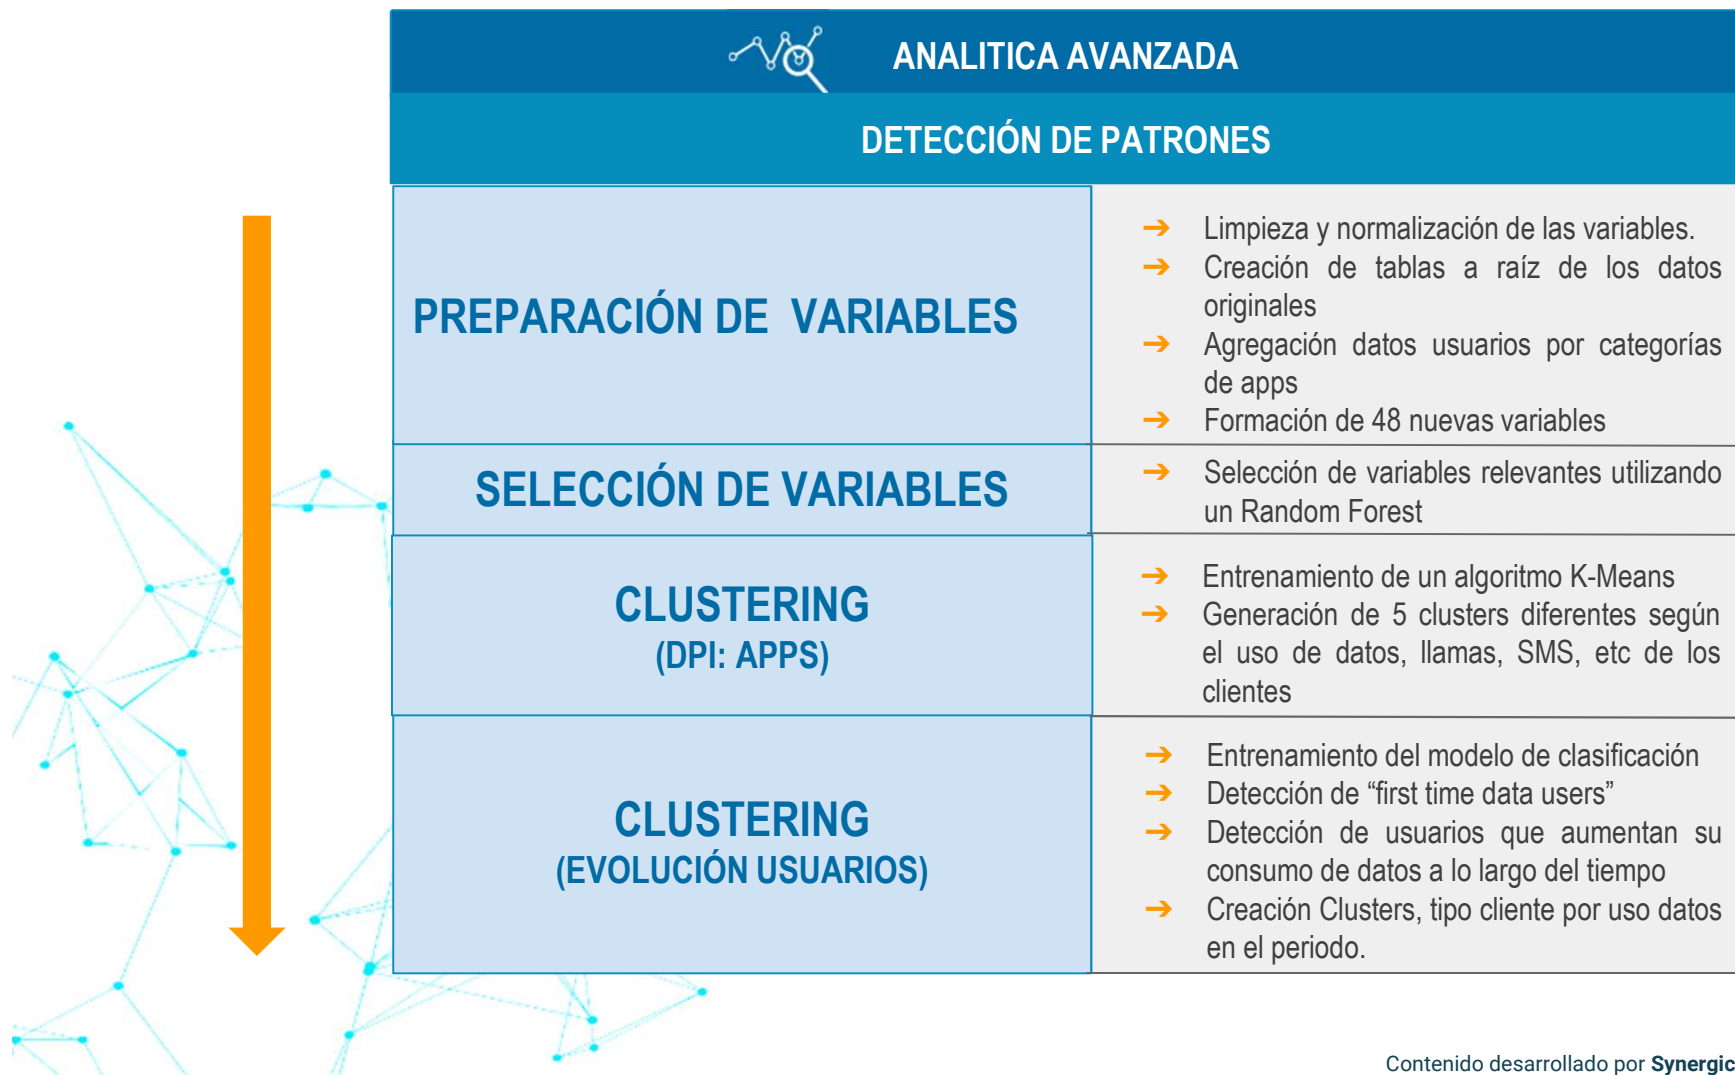 ANALITICA AVANZADA
DETECCIÓN DE PATRONES
PREPARACIÓN DE VARIABLES
➔ Limpieza y normalización de las variables.
➔ Creación de tablas a raíz de los datos
originales
➔ Agregación datos usuarios por categorías
de apps
➔ Formación de 48 nuevas variables
SELECCIÓN DE VARIABLES
➔ Selección de variables relevantes utilizando
un Random Forest
CLUSTERING
(DPI: APPS)
➔ Entrenamiento de un algoritmo K-Means
➔ Generación de 5 clusters diferentes según
el uso de datos, llamas, SMS, etc de los
clientes
CLUSTERING
(EVOLUCIÓN USUARIOS)
➔ Entrenamiento del modelo de clasificación
➔ Detección de “first time data users”
➔ Detección de usuarios que aumentan su
consumo de datos a lo largo del tiempo
➔ Creación Clusters, tipo cliente por uso datos
en el periodo.
Contenido desarrollado por Synergic